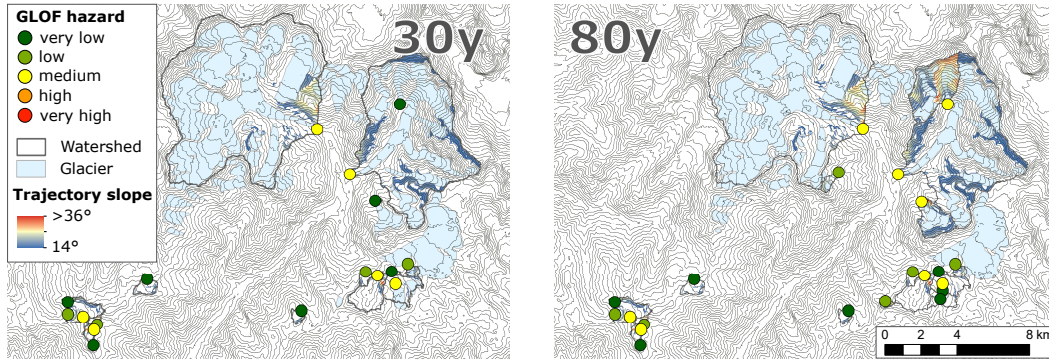 GLOF hazard
very low
low
medium
high
very high
Watershed
Glacier
Trajectory slope
>36°
14°
30y
80y
0 2 4 8 km